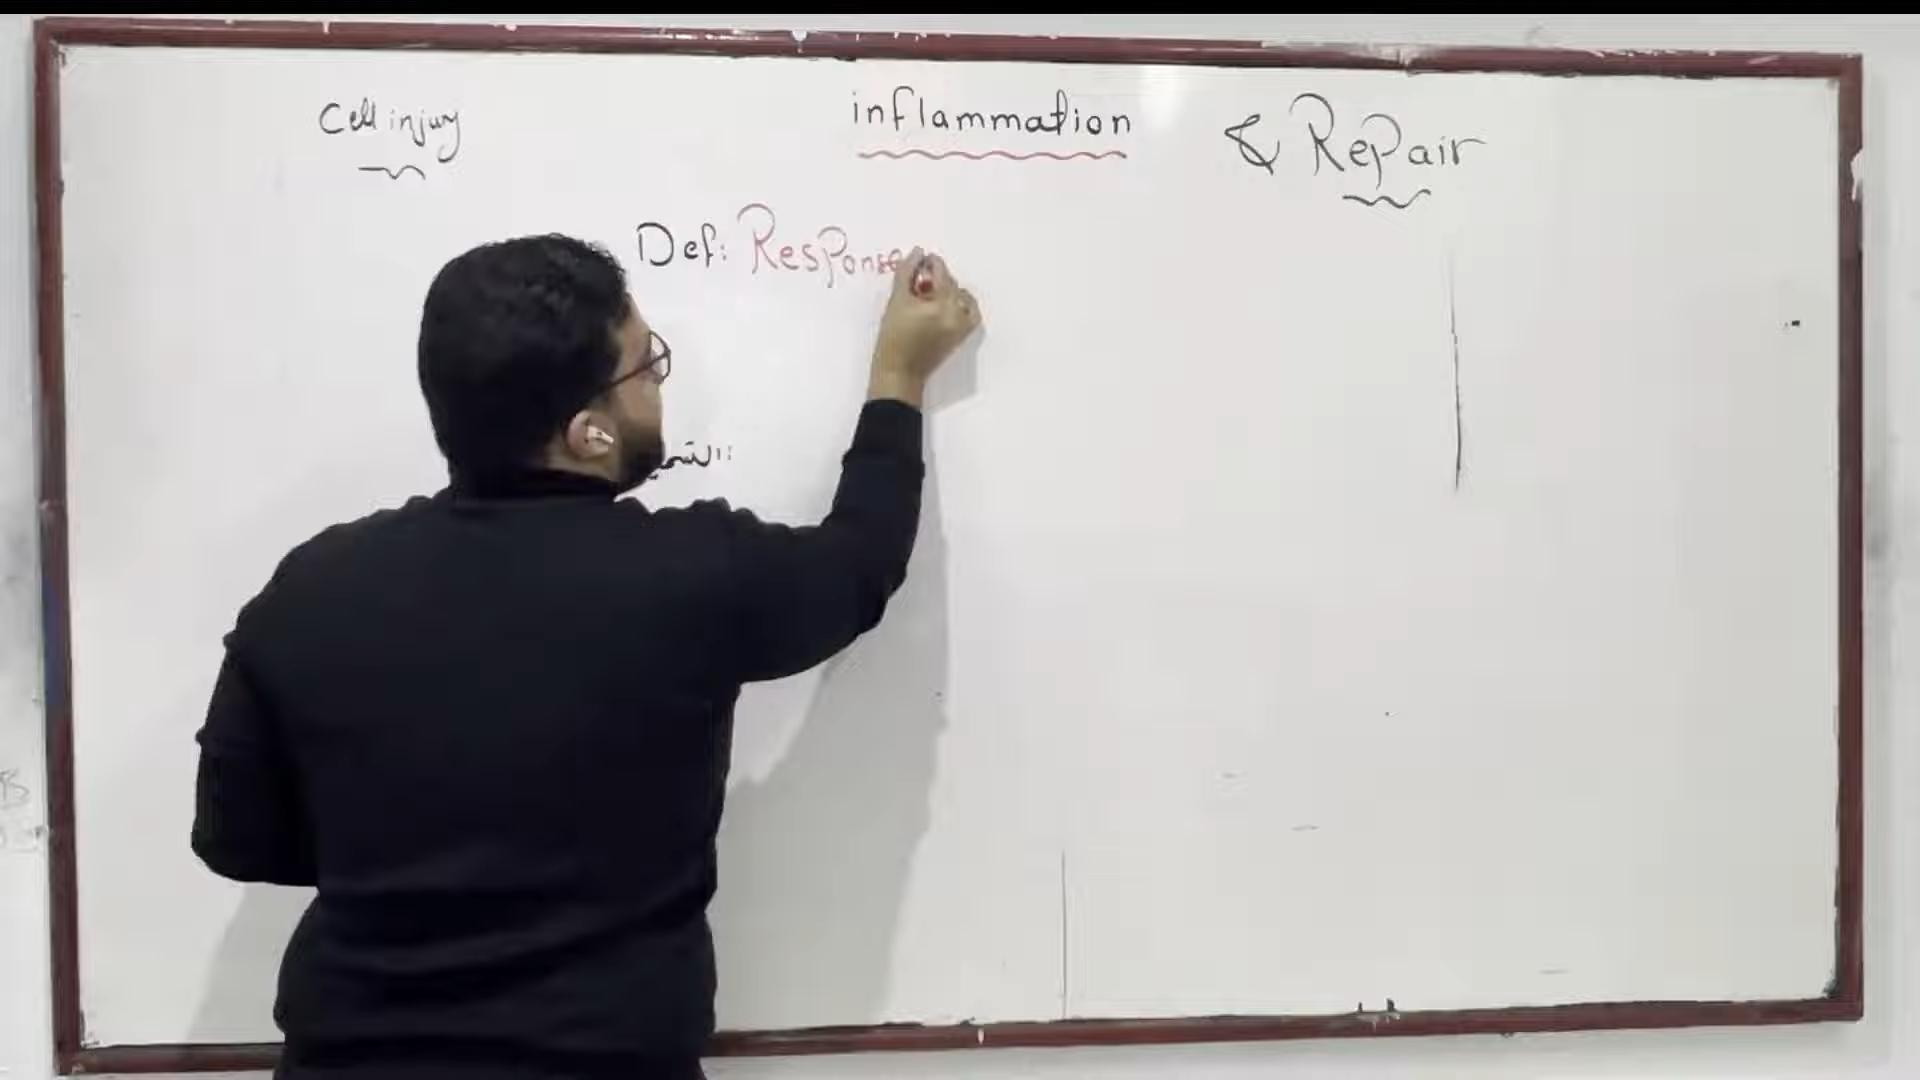 Cell injury
inflammation
& Repair
Def: Response